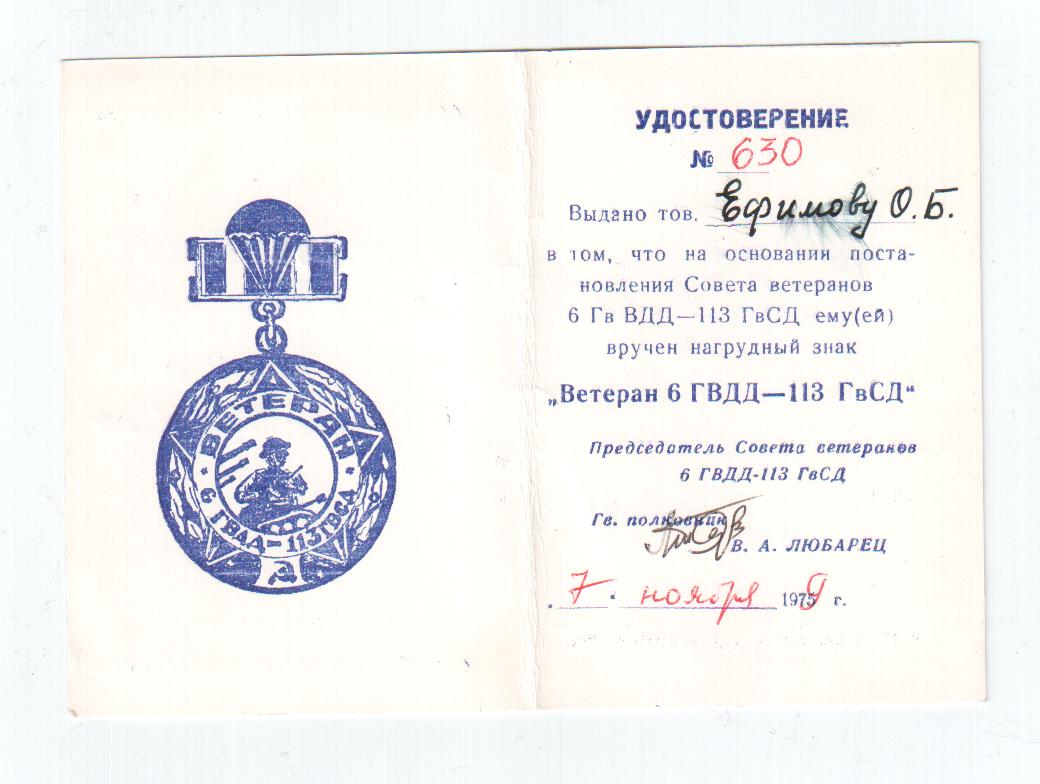 ВЕТЕРАН
6 ГВДД-113ГВСД
УДОСТОВЕРЕНИЕ
№ 630
Выдано тов. Ефимову О.Б.
в том, что на основании поста-
новления Совета ветеранов
6 Гв ВДД—113 ГвСД ему(ей)
вручен нагрудный знак
„Ветеран 6 ГВДД—113 ГвСД“
Председатель Совета ветеранов
6 ГВДД-113 ГвСД
Гв. полковник
В. А. ЛЮБАРЕЦ
„ 7 “ ноября 1979 г.